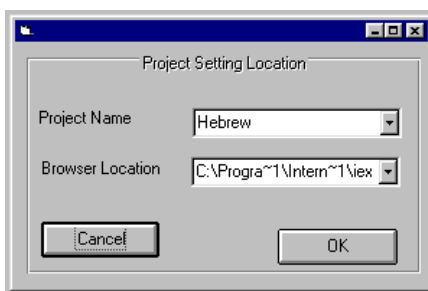 Project Setting Location
Project Name
Hebrew
Browser Location
C:\Progra~1\Intern~1\iex
Cancel
OK